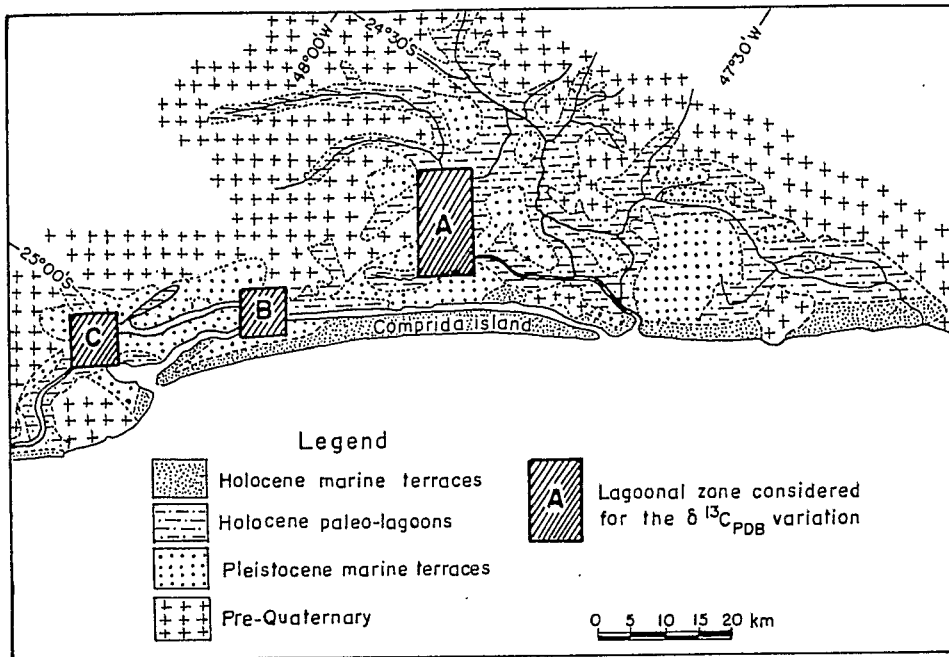 24°30'S
48°00'W
47°30'W
25°00'S
A
B
C
Comprida island
Legend
Holocene marine terraces
Holocene paleo-lagoons
Pleistocene marine terraces
Pre-Quaternary
A
Lagoonal zone considered
for the δ ¹³C_PDB variation
0 5 10 15 20 km